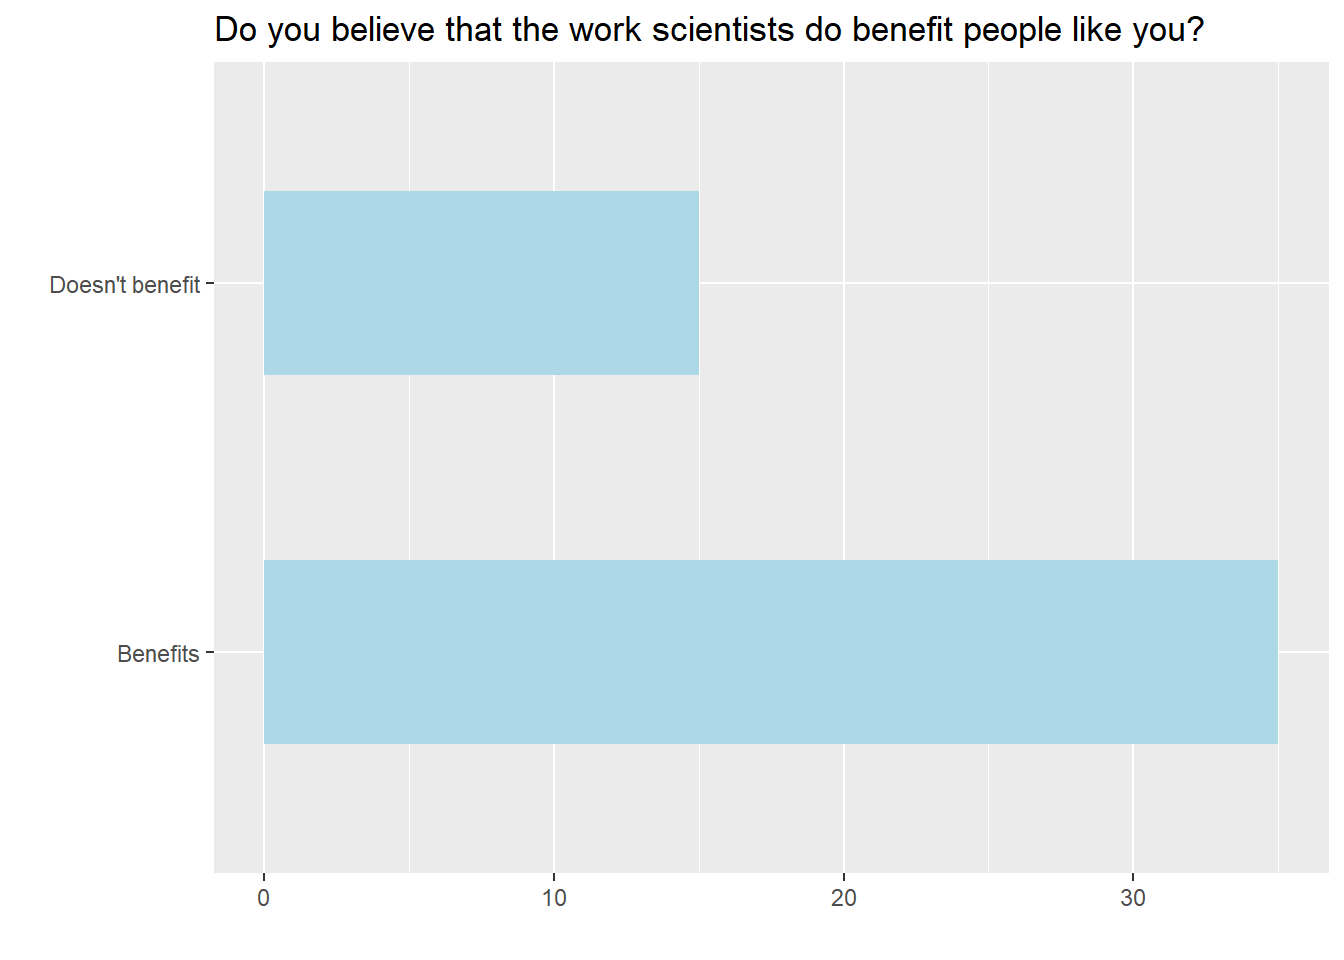 Do you believe that the work scientists do benefit people like you?
Doesn't benefit
Benefits
0 10 20 30